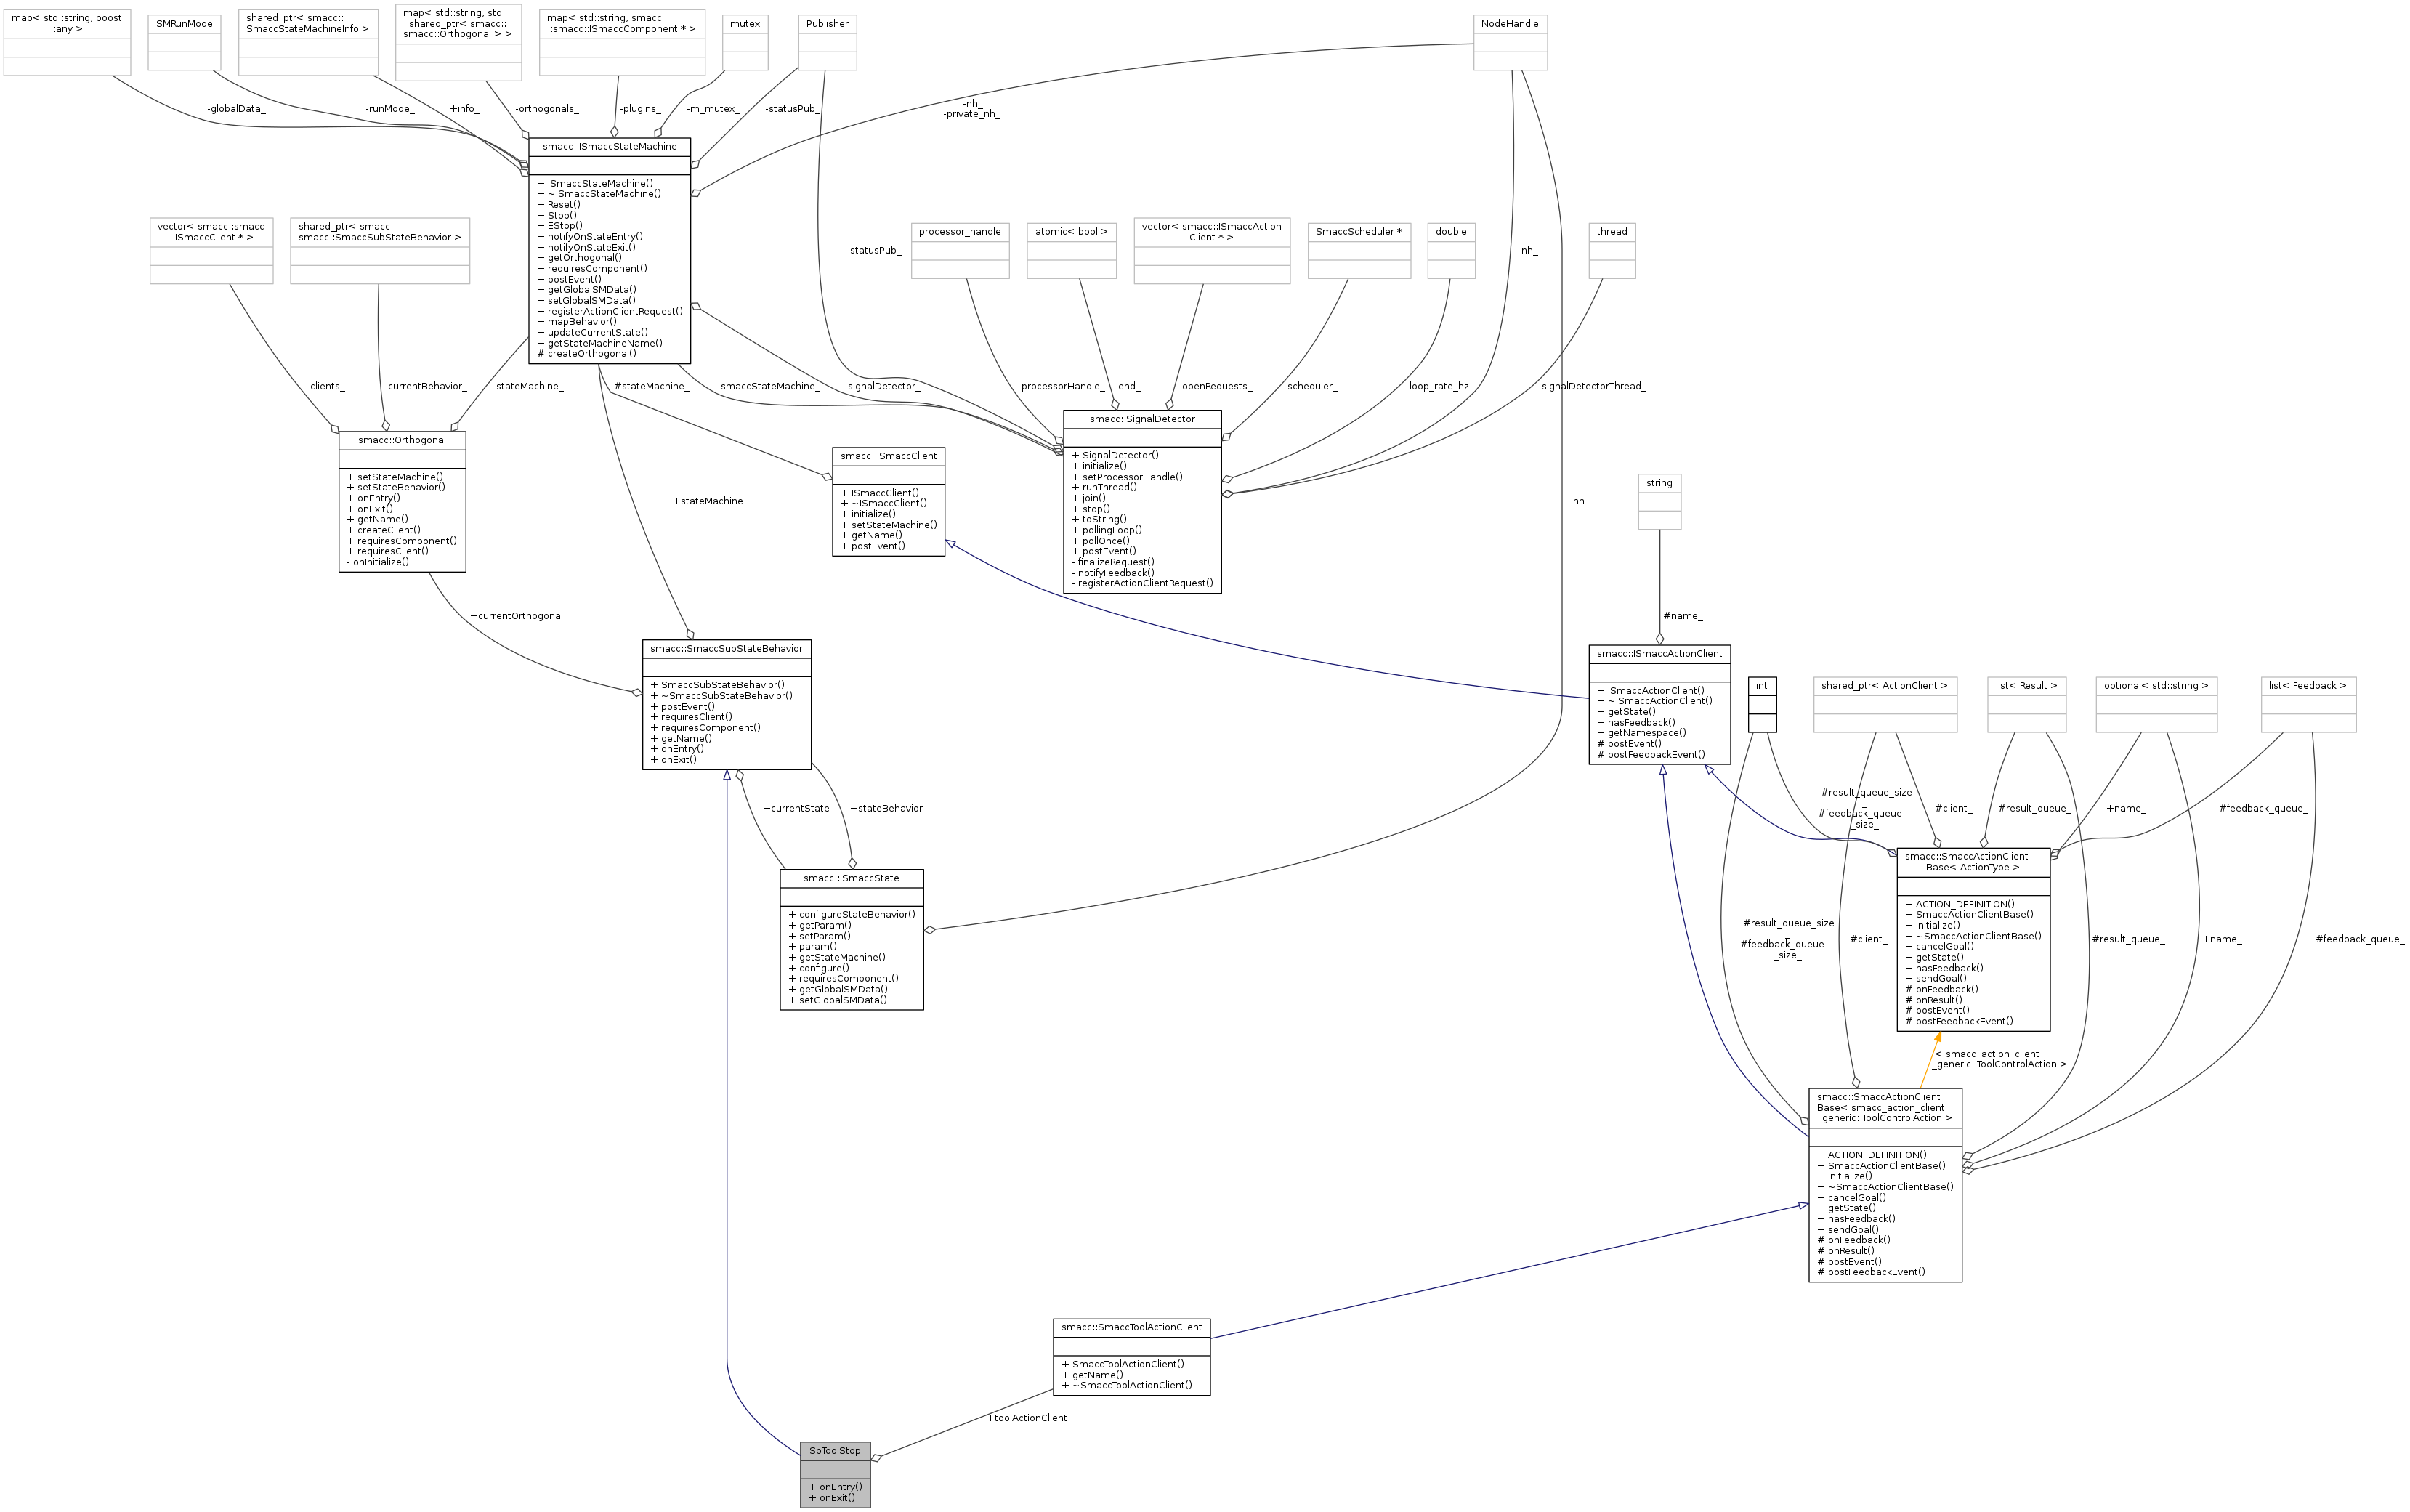 map< std::string, boost
::any >
SMRunMode
shared_ptr< smacc::
SmaccStateMachineInfo >
map< std::string, std
::shared_ptr< smacc::
smacc::Orthogonal > >
map< std::string, smacc
::smacc::ISmaccComponent * >
mutex
Publisher
NodeHandle
-globalData_
-runMode_
+info_
-orthogonals_
-plugins_
-m_mutex_
-statusPub_
-nh_
-private_nh_
smacc::ISmaccStateMachine
+ ISmaccStateMachine()
+ ~ISmaccStateMachine()
+ Reset()
+ Stop()
+ EStop()
+ notifyOnStateEntry()
+ notifyOnStateExit()
+ getOrthogonal()
+ requiresComponent()
+ postEvent()
+ getGlobalSMData()
+ setGlobalSMData()
+ registerActionClientRequest()
+ mapBehavior()
+ updateCurrentState()
+ getStateMachineName()
# createOrthogonal()
vector< smacc::smacc
::ISmaccClient * >
shared_ptr< smacc::
smacc::SmaccSubStateBehavior >
-statusPub_
processor_handle
atomic< bool >
vector< smacc::ISmaccAction
Client * >
SmaccScheduler *
double
-nh_
thread
-clients_
-currentBehavior_
-stateMachine_
#stateMachine_
-smaccStateMachine_
-signalDetector_
-processorHandle_
-end_
-openRequests_
-scheduler_
-loop_rate_hz
-signalDetectorThread_
smacc::Orthogonal
+ setStateMachine()
+ setStateBehavior()
+ onEntry()
+ onExit()
+ getName()
+ createClient()
+ requiresComponent()
+ requiresClient()
- onInitialize()
+stateMachine
smacc::ISmaccClient
+ ISmaccClient()
+ ~ISmaccClient()
+ initialize()
+ setStateMachine()
+ getName()
+ postEvent()
smacc::SignalDetector
+ SignalDetector()
+ initialize()
+ setProcessorHandle()
+ runThread()
+ join()
+ stop()
+ toString()
+ pollingLoop()
+ pollOnce()
+ postEvent()
- finalizeRequest()
- notifyFeedback()
- registerActionClientRequest()
+nh
string
+currentOrthogonal
#name_
smacc::SmaccSubStateBehavior
+ SmaccSubStateBehavior()
+ ~SmaccSubStateBehavior()
+ postEvent()
+ requiresClient()
+ requiresComponent()
+ getName()
+ onEntry()
+ onExit()
smacc::ISmaccActionClient
+ ISmaccActionClient()
+ ~ISmaccActionClient()
+ getState()
+ hasFeedback()
+ getNamespace()
# postEvent()
# postFeedbackEvent()
int
shared_ptr< ActionClient >
list< Result >
optional< std::string >
list< Feedback >
+currentState
+stateBehavior
#result_queue_size
_
#feedback_queue
_size_
#client_
#result_queue_
+name_
#feedback_queue_
smacc::ISmaccState
+ configureStateBehavior()
+ getParam()
+ setParam()
+ param()
+ getStateMachine()
+ configure()
+ requiresComponent()
+ getGlobalSMData()
+ setGlobalSMData()
smacc::SmaccActionClient
Base< ActionType >
+ ACTION_DEFINITION()
+ SmaccActionClientBase()
+ initialize()
+ ~SmaccActionClientBase()
+ cancelGoal()
+ getState()
+ hasFeedback()
+ sendGoal()
# onFeedback()
# onResult()
# postEvent()
# postFeedbackEvent()
#result_queue_size
_
#feedback_queue
_size_
#client_
#result_queue_
+name_
#feedback_queue_
< smacc_action_client
_generic::ToolControlAction >
smacc::SmaccActionClient
Base< smacc_action_client
_generic::ToolControlAction >
+ ACTION_DEFINITION()
+ SmaccActionClientBase()
+ initialize()
+ ~SmaccActionClientBase()
+ cancelGoal()
+ getState()
+ hasFeedback()
+ sendGoal()
# onFeedback()
# onResult()
# postEvent()
# postFeedbackEvent()
smacc::SmaccToolActionClient
+ SmaccToolActionClient()
+ getName()
+ ~SmaccToolActionClient()
+toolActionClient_
SbToolStop
+ onEntry()
+ onExit()